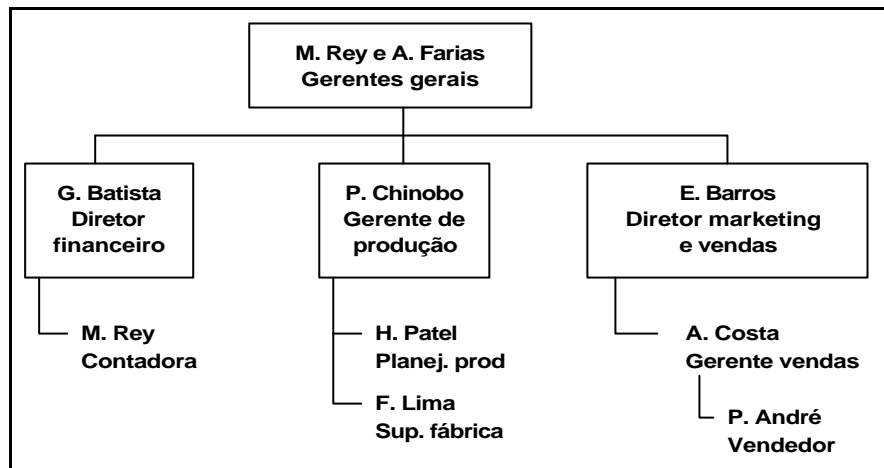 M. Rey e A. Farias
Gerentes gerais
G. Batista
Diretor
financeiro
P. Chinobo
Gerente de
produção
E. Barros
Diretor marketing
e vendas
M. Rey
Contadora
H. Patel
Planej. prod
F. Lima
Sup. fábrica
A. Costa
Gerente vendas
P. André
Vendedor